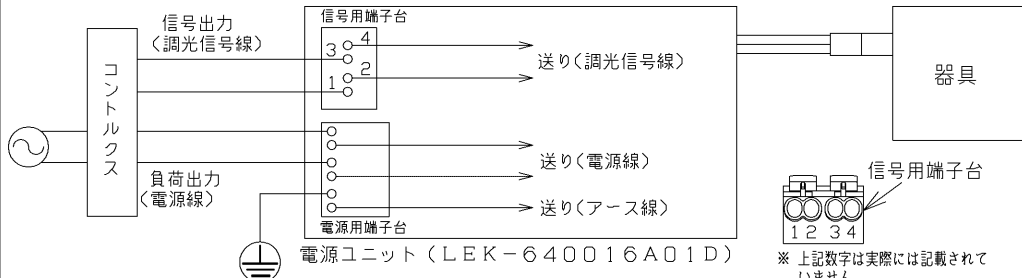 信号出力
(調光信号線)
コントルクス
負荷出力
(電源線)
信号用端子台
3
4
1
2
送り(調光信号線)
送り(電源線)
送り(アース線)
電源用端子台
電源ユニット(LEK-640016A01D)
器具
信号用端子台
1 2 3 4
※ 上記数字は実際には記載されて
いません